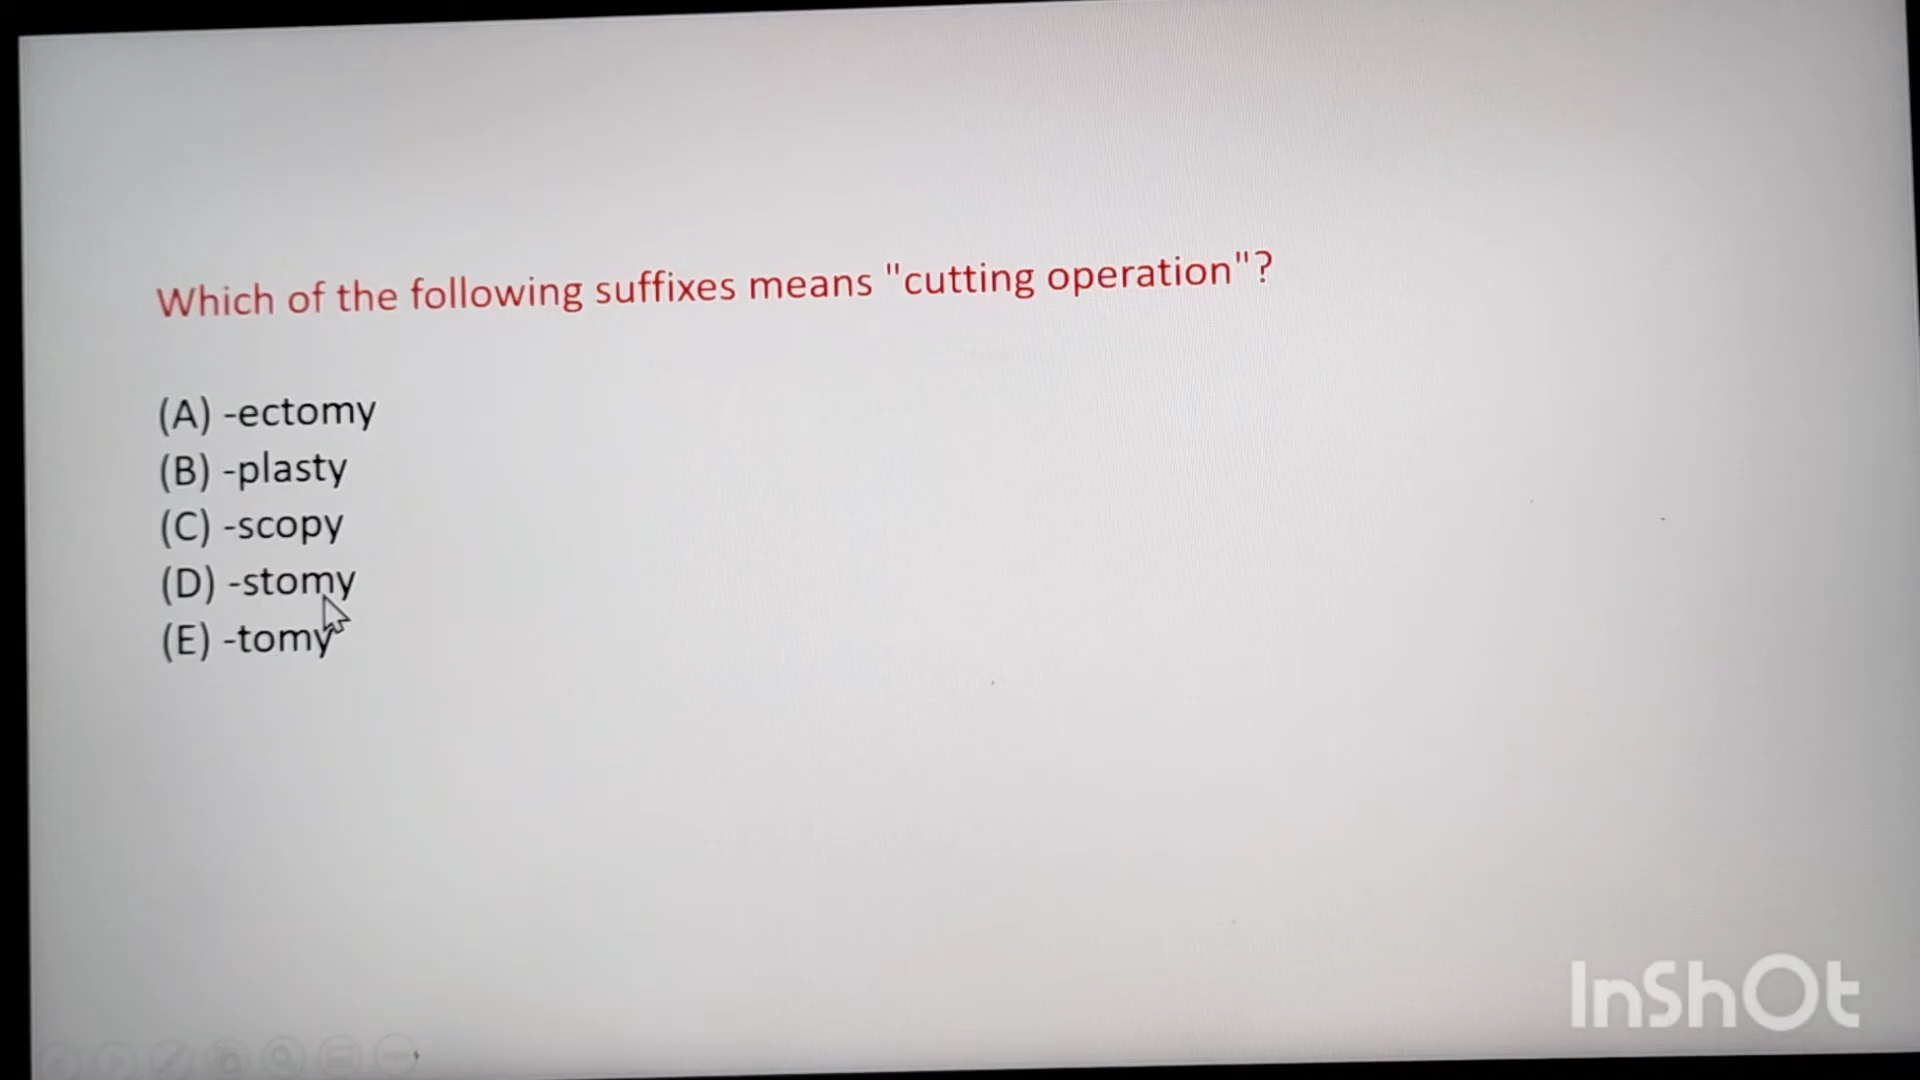 Which of the following suffixes means "cutting operation"?
(A) -ectomy
(B) -plasty
(C) -scopy
(D) -stomy
(E) -tomy
InShOt